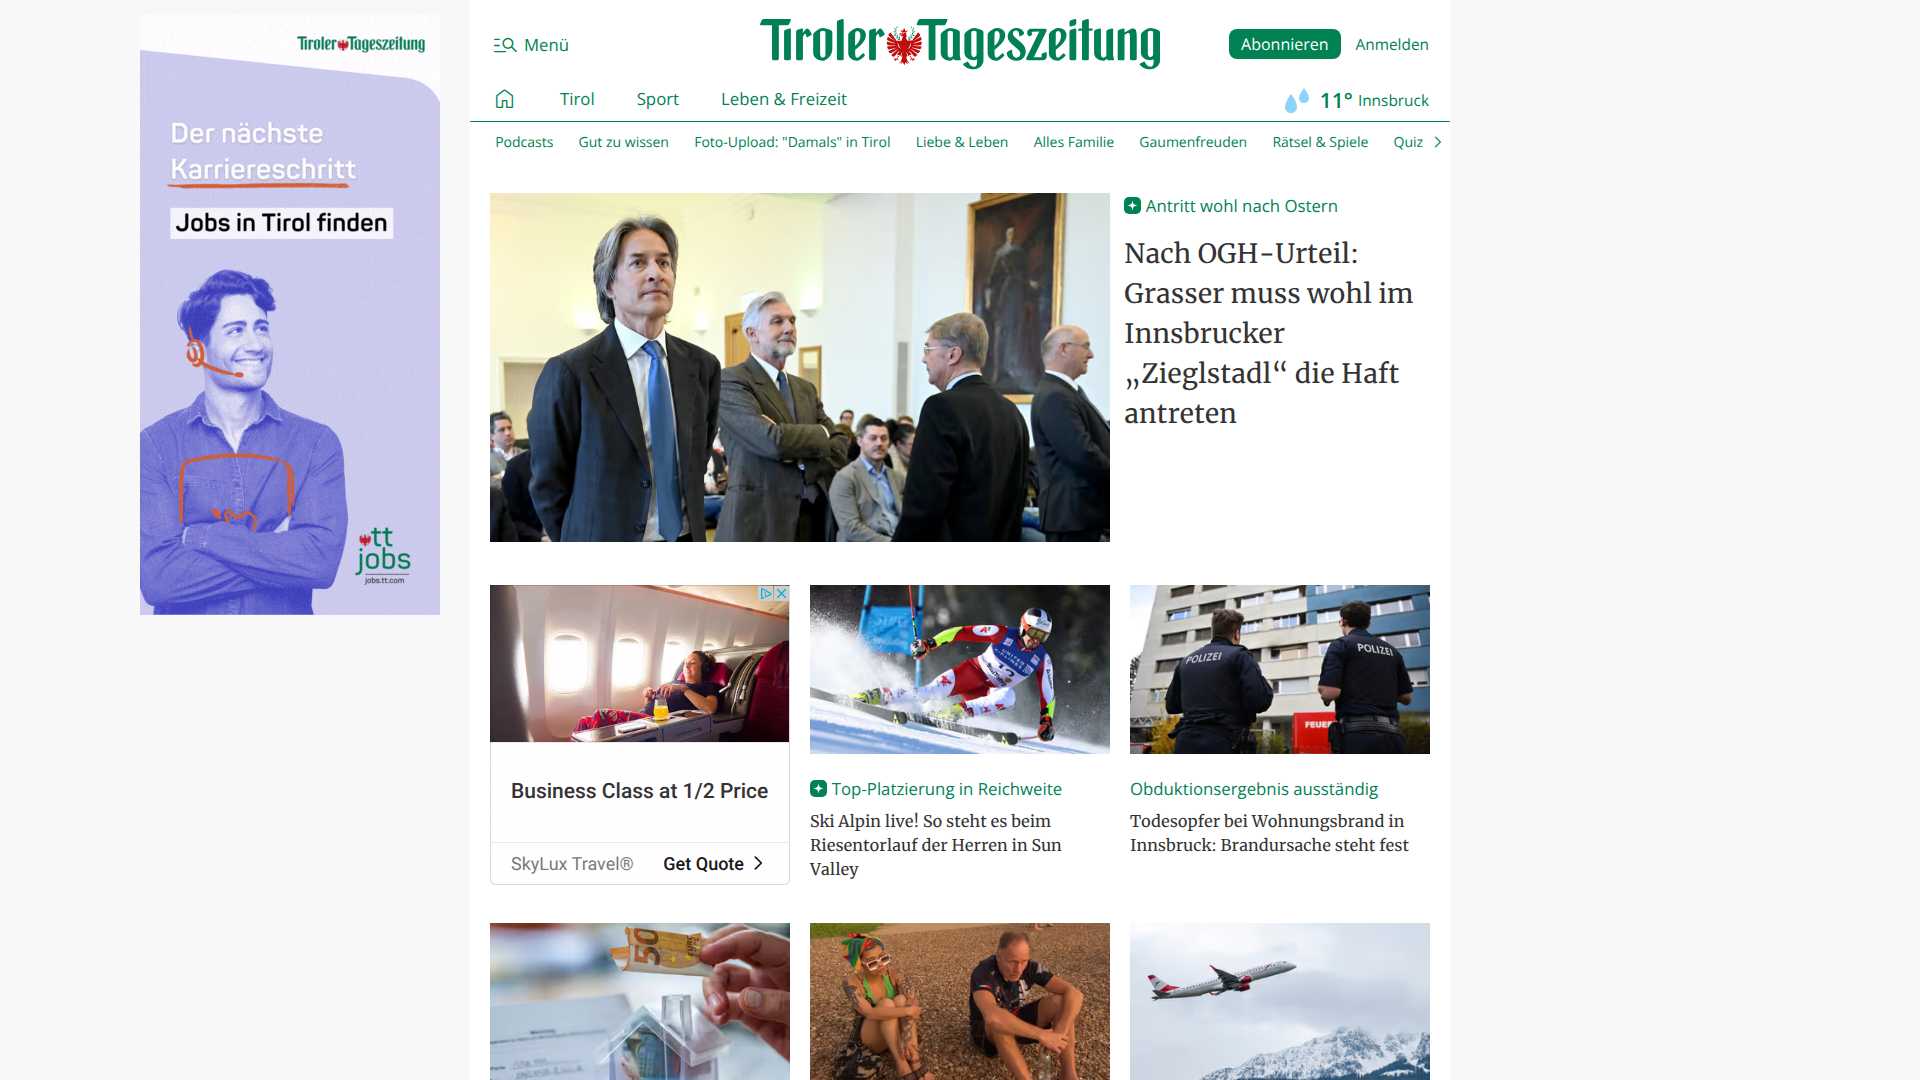 Tiroler Tageszeitung
Der nächste
Karriereschritt
Jobs in Tirol finden
tt
jobs
jobs.tt.com
Menü
Tiroler Tageszeitung
Abonnieren
Anmelden
Tirol
Sport
Leben & Freizeit
11° Innsbruck
Podcasts
Gut zu wissen
Foto-Upload: "Damals" in Tirol
Liebe & Leben
Alles Familie
Gaumenfreuden
Rätsel & Spiele
Quiz
Antritt wohl nach Ostern
Nach OGH-Urteil:
Grasser muss wohl im
Innsbrucker
„Zieglstadl“ die Haft
antreten
Business Class at 1/2 Price
SkyLux Travel®
Get Quote
Top-Platzierung in Reichweite
Ski Alpin live! So steht es beim
Riesentorlauf der Herren in Sun
Valley
POLIZEI
POLIZEI
FEUER
Obduktionsergebnis ausständig
Todesopfer bei Wohnungsbrand in
Innsbruck: Brandursache steht fest
50